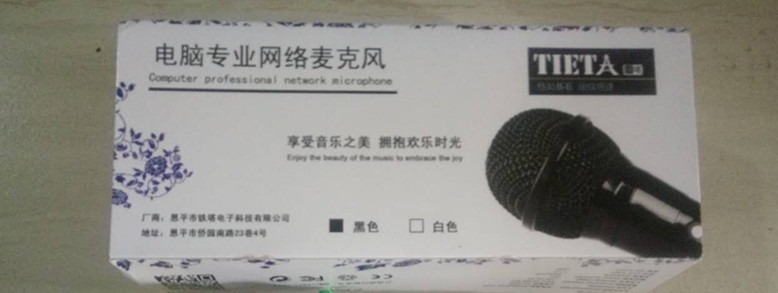 电脑专业网络麦克风
Computer professional network microphone
TIETA
享受音乐之美 拥抱欢乐时光
Enjoy the beauty of the music to embrace the joy
厂商：恩平市铁塔电子科技有限公司
地址：恩平市侨园南路23巷4号
黑色 白色